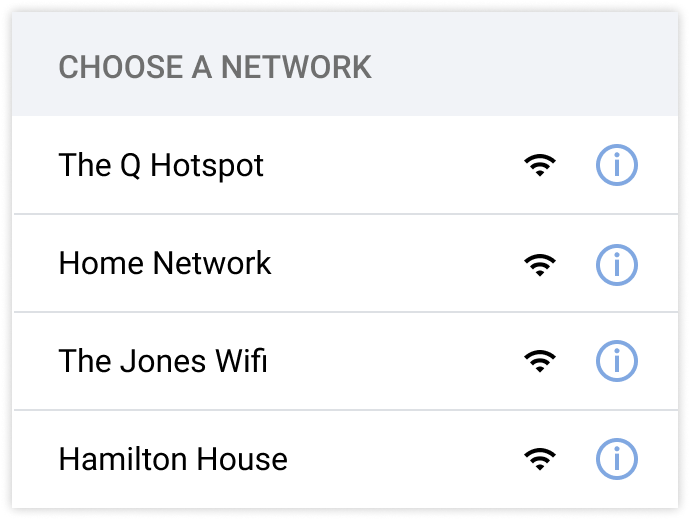 CHOOSE A NETWORK
The Q Hotspot
Home Network
The Jones Wifi
Hamilton House